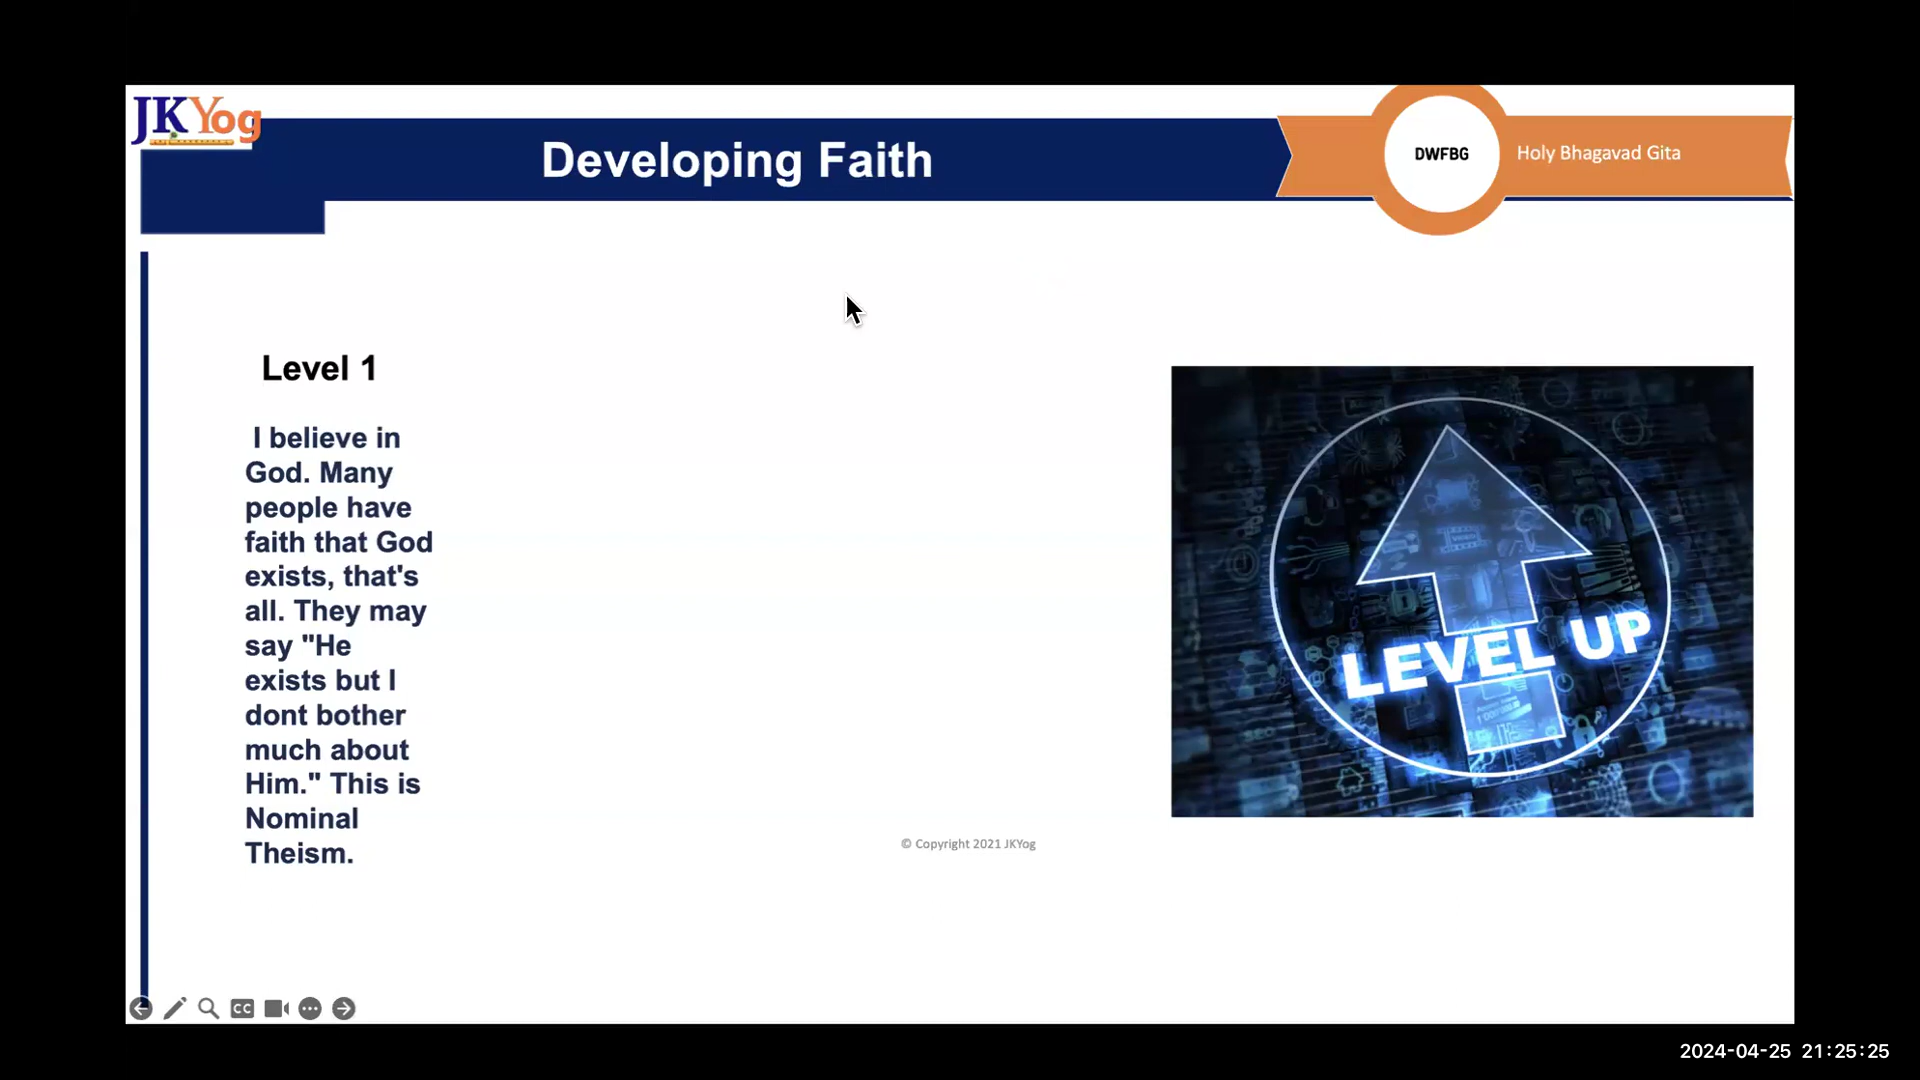 JKYog
Developing Faith
DWFBG
Holy Bhagavad Gita
Level 1
I believe in
God. Many
people have
faith that God
exists, that's
all. They may
say "He
exists but I
dont bother
much about
Him." This is
Nominal
Theism.
LEVEL UP
© Copyright 2021 JKYog
CC
2024-04-25 21:25:25